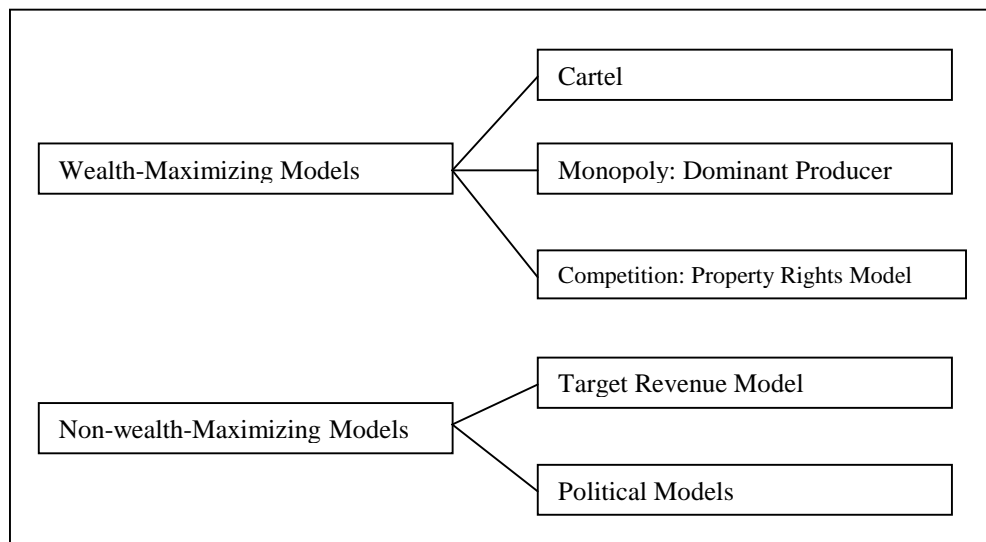 Cartel
Wealth-Maximizing Models
Monopoly: Dominant Producer
Competition: Property Rights Model
Target Revenue Model
Non-wealth-Maximizing Models
Political Models